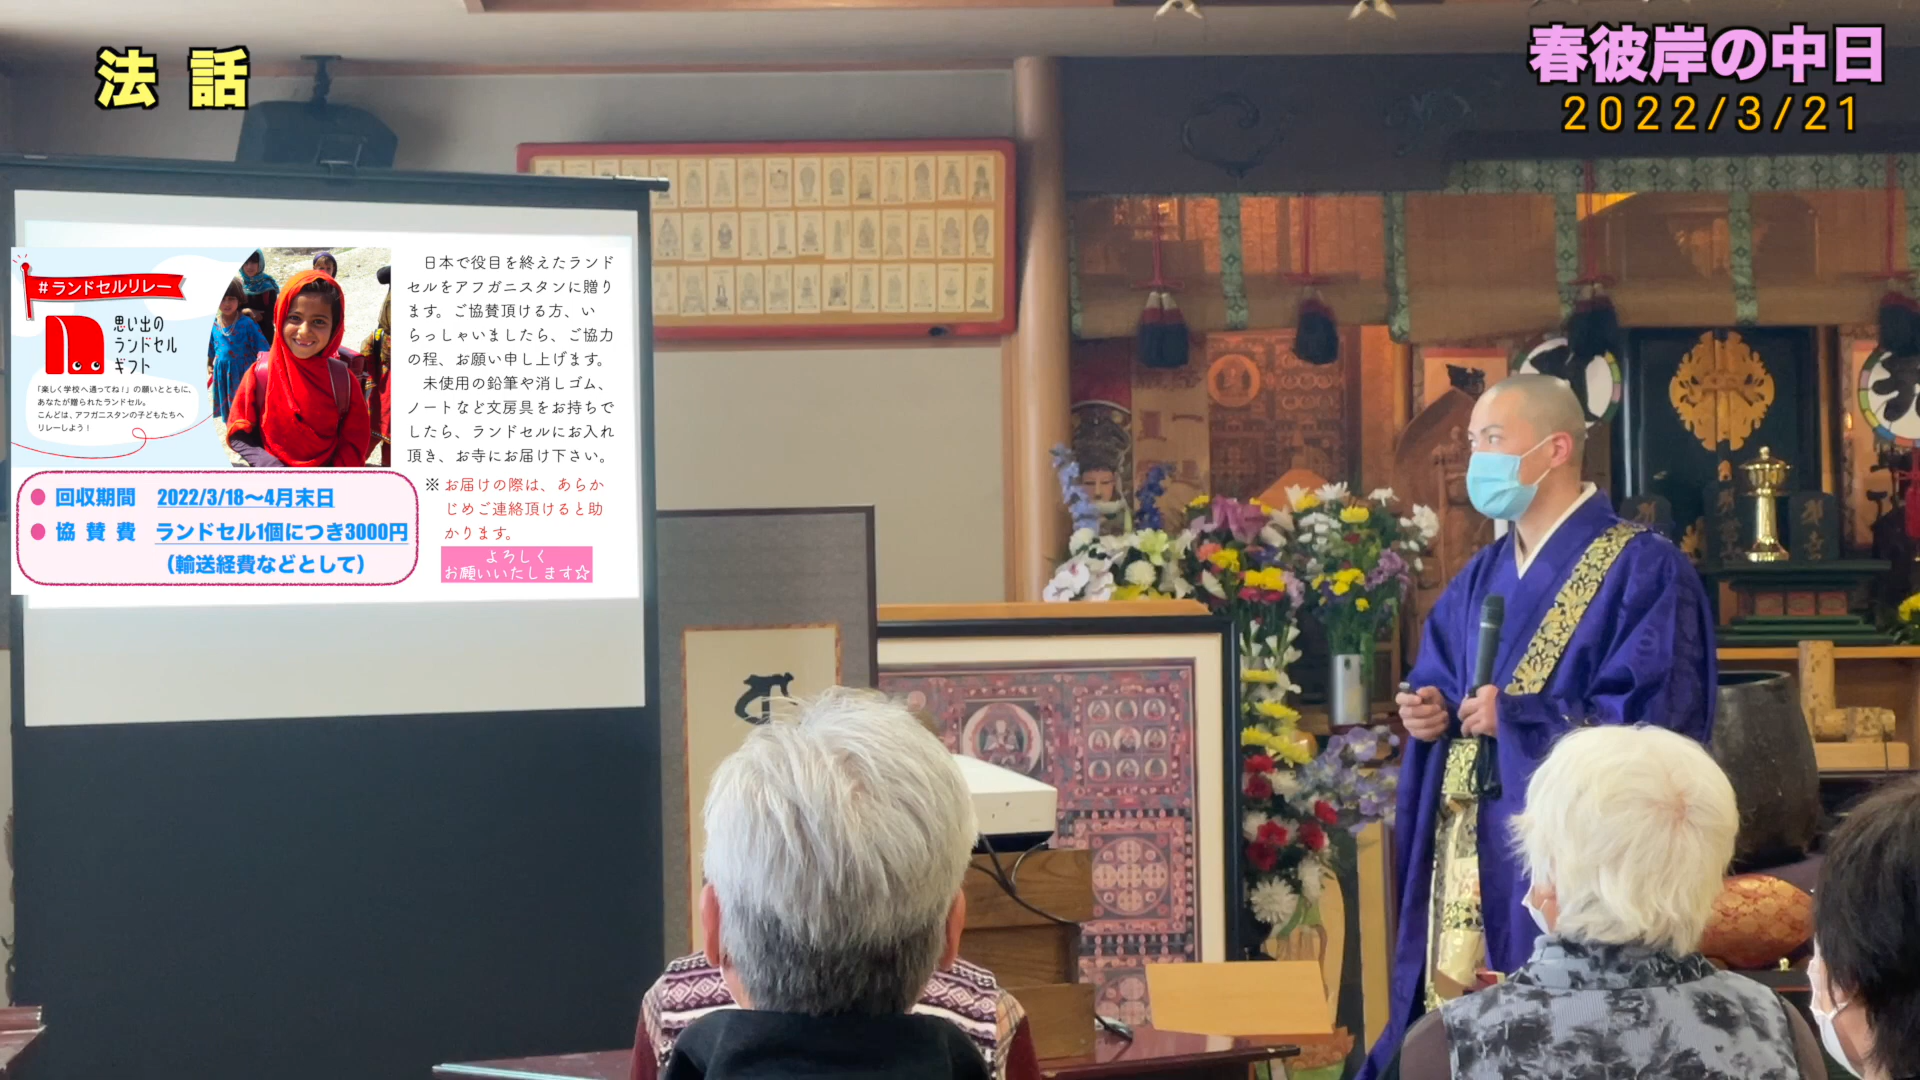 法 話
春彼岸の中日
2022/3/21
#ランドセルリレー
思い出の
ランドセル
ギフト
「楽しく学校へ通ってね！」の願いとともに、
あなたが贈られたランドセル。
こんどは、アフガニスタンの子どもたちへ
リレーしよう！
日本で役目を終えたランド
セルをアフガニスタンに贈り
ます。ご協賛頂ける方、い
らっしゃいましたら、ご協力
の程、お願い申し上げます。
未使用の鉛筆や消しゴム、
ノートなど文房具をお持ちで
したら、ランドセルにお入れ
頂き、お寺にお届け下さい。
※お届けの際は、あらか
じめご連絡頂けると助
かります。
よろしく
お願いいたします☆
● 回収期間 2022/3/18〜4月末日
● 協 賛 費 ランドセル1個につき3000円
（輸送経費などとして）